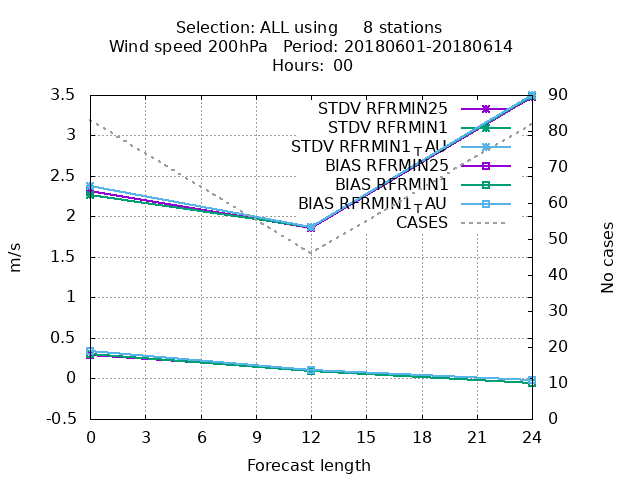 Selection: ALL using 8 stations
Wind speed 200hPa Period: 20180601-20180614
Hours: 00
3.5
3
2.5
2
1.5
1
0.5
0
-0.5
m/s
STDV RFRMIN25
STDV RFRMIN1
STDV RFRMIN1TAU
BIAS RFRMIN25
BIAS RFRMIN1
BIAS RFRMIN1TAU
CASES
90
80
70
60
50
40
30
20
10
0
No cases
0 3 6 9 12 15 18 21 24
Forecast length